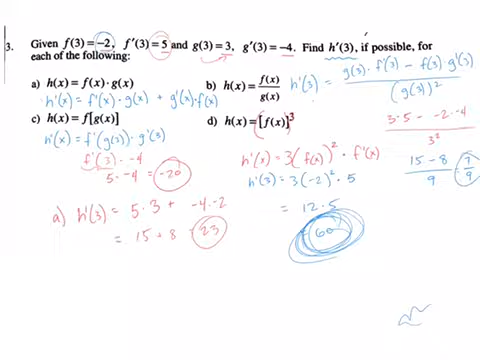 3. Given f(3) = −2, f′(3) = 5 and g(3) = 3, g′(3) = −4. Find h′(3), if possible, for
each of the following:
a) h(x) = f(x) · g(x)
h'(x) = f'(x) · g(x) + g'(x) · f(x)
b) h(x) = f(x)/g(x)
h'(3) = g(3) · f'(3) − f(3) · g'(3) / (g(3))²
3·5 − -2·-4 / 3²
15 − 8 / 9 = 7/9
c) h(x) = f[g(x)]
h'(x) = f'(g(3)) · g'(3)
f'(3) · -4
5 · -4 = -20
d) h(x) = [f(x)]³
h'(x) = 3(f(x))² · f'(x)
h'(3) = 3(-2)² · 5
= 12 · 5
60
a) h'(3) = 5·3 + -4·-2
= 15 + 8 = 23